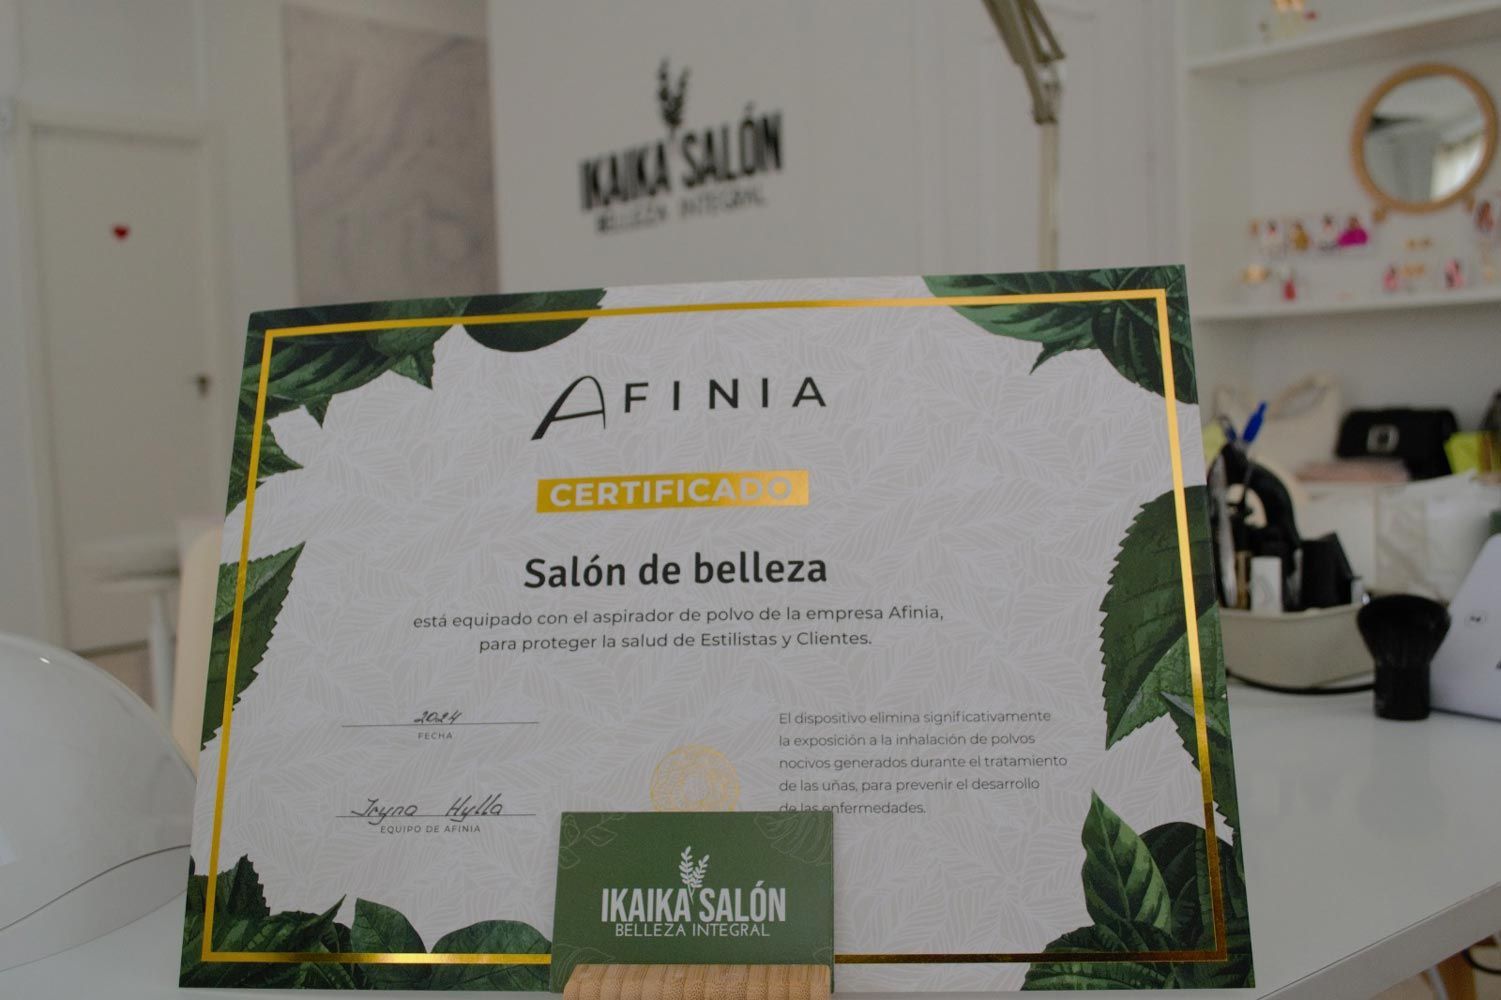 IKAIKA SALÓN
BELLEZA INTEGRAL
AFINIA
CERTIFICADO
Salón de belleza
está equipado con el aspirador de polvo de la empresa Afinia,
para proteger la salud de Estilistas y Clientes.
2024
FECHA
Iryna Hylla
EQUIPO DE AFINIA
El dispositivo elimina significativamente
la exposición a la inhalación de polvos
nocivos generados durante el tratamiento
de las uñas, para prevenir el desarrollo
de las enfermedades.
IKAIKA SALÓN
BELLEZA INTEGRAL